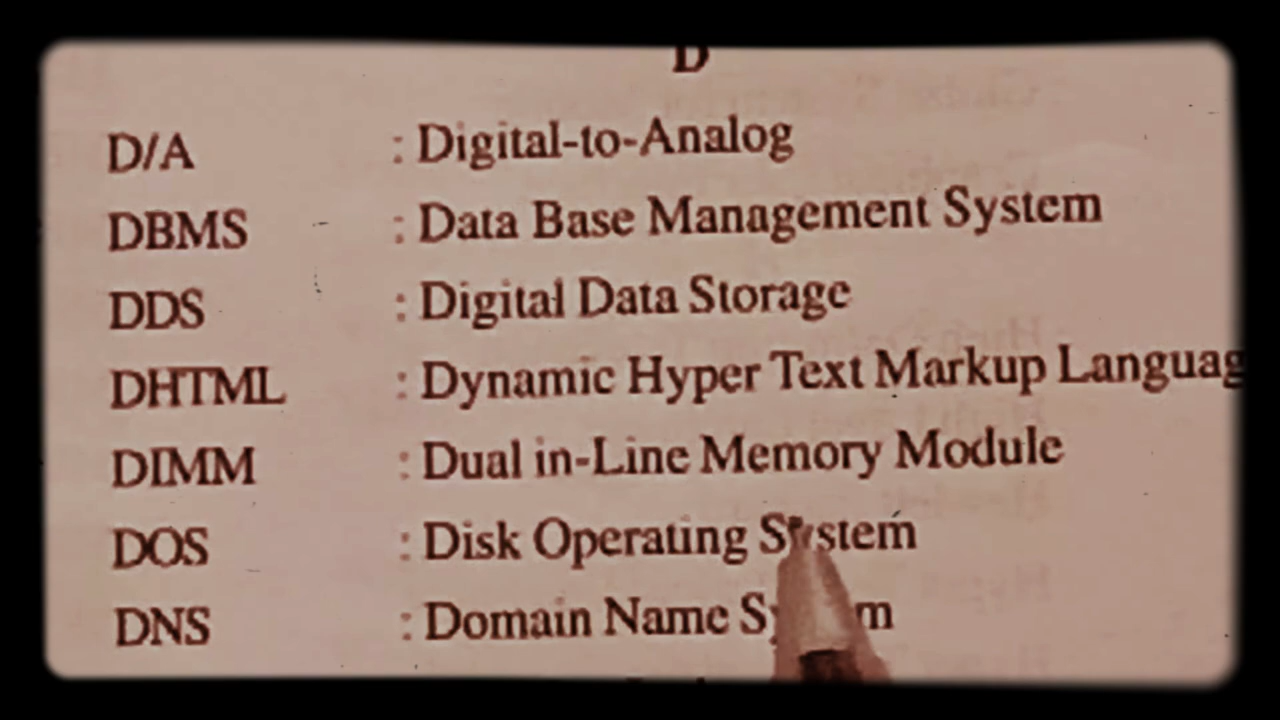 D
D/A : Digital-to-Analog
DBMS : Data Base Management System
DDS : Digital Data Storage
DHTML : Dynamic Hyper Text Markup Languag
DIMM : Dual in-Line Memory Module
DOS : Disk Operating System
DNS : Domain Name